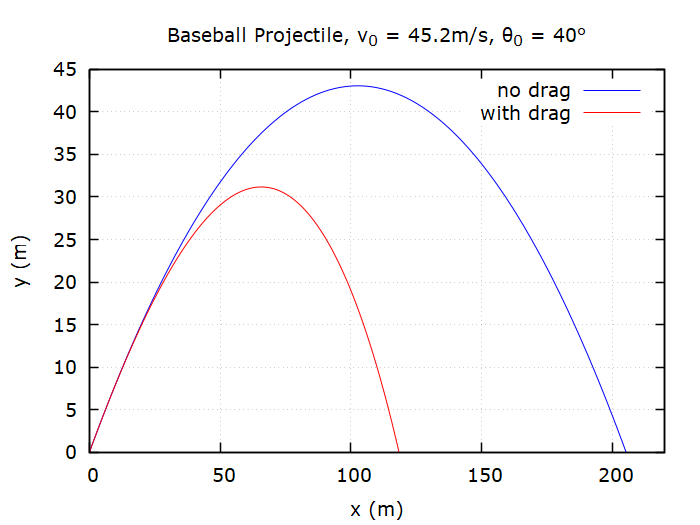 Baseball Projectile, v₀ = 45.2m/s, θ₀ = 40°
no drag
with drag
45
40
35
30
25
20
15
10
5
0
y (m)
0 50 100 150 200
x (m)